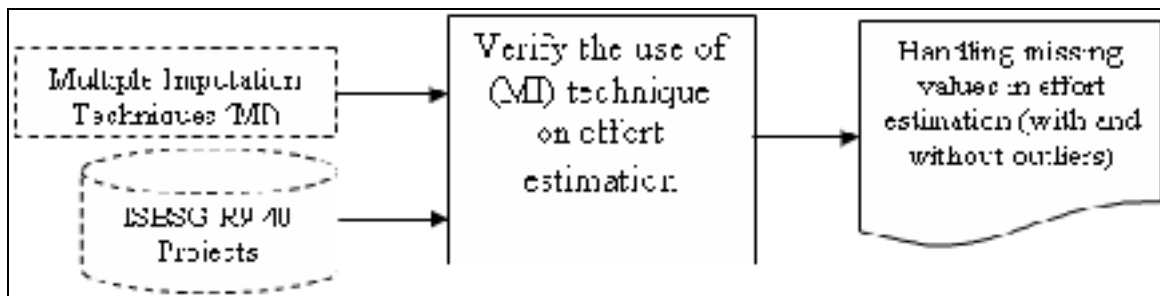 Multiple Imputation
Techniques (MI)
ISBSG R9 40
Projects
Verify the use of
(MI) technique
on effort
estimation
Handling missing
values in effort
estimation (with and
without outliers)